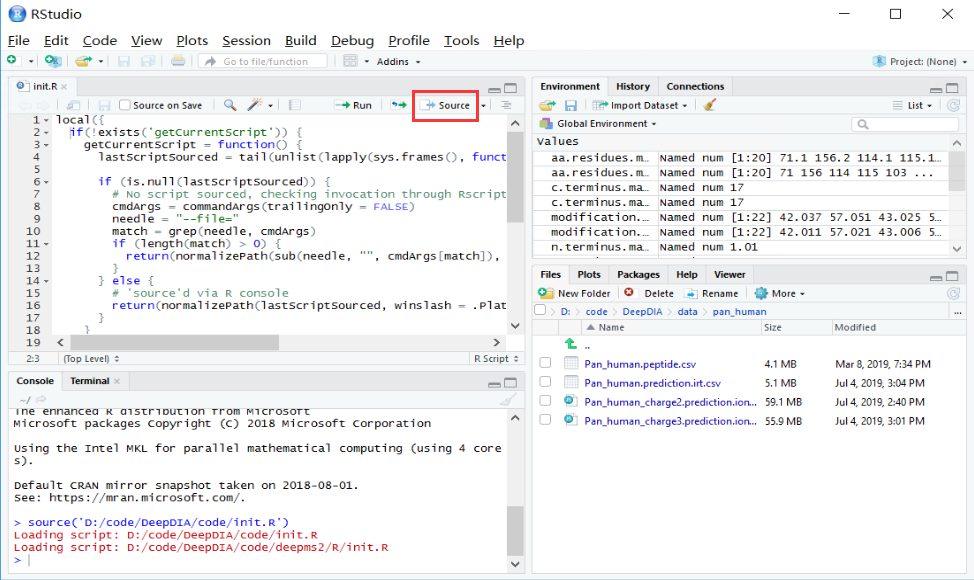 RStudio
File Edit Code View Plots Session Build Debug Profile Tools Help
Go to file/function Addins Project: (None)
init.R
Source on Save Run Source
1 local({
2 if(!exists('getCurrentScript')) {
3 getCurrentScript = function() {
4 lastScriptSourced = tail(unlist(lapply(sys.frames(), funct
5
6 if (is.null(lastScriptSourced)) {
7 # No script sourced, checking invocation through Rscript
8 cmdArgs = commandArgs(trailingOnly = FALSE)
9 needle = "--file="
10 match = grep(needle, cmdArgs)
11 if (length(match) > 0) {
12 return(normalizePath(sub(needle, "", cmdArgs[match]),
13 }
14 } else {
15 # 'source'd via R console
16 return(normalizePath(lastScriptSourced, winslash = .Plat
17 }
18 }
19
2:3 (Top Level) R Script
Console Terminal
~/
The enhanced R distribution from Microsoft
Microsoft packages Copyright (C) 2018 Microsoft Corporation
Using the Intel MKL for parallel mathematical computing (using 4 core
s).
Default CRAN mirror snapshot taken on 2018-08-01.
See: https://mran.microsoft.com/.
> source('D:/code/DeepDIA/code/init.R')
Loading script: D:/code/DeepDIA/code/init.R
Loading script: D:/code/DeepDIA/code/deepms2/R/init.R
>
Environment History Connections
Import Dataset List
Global Environment
Values
aa.residues.m… Named num [1:20] 71.1 156.2 114.1 115.1…
aa.residues.m… Named num [1:20] 71 156 114 115 103 ...
c.terminus.ma… Named num 17
c.terminus.ma… Named num 17
modification.… Named num [1:22] 42.037 57.051 43.025 5…
modification.… Named num [1:22] 42.011 57.021 43.006 5…
n.terminus.ma… Named num 1.01
Files Plots Packages Help Viewer
New Folder Delete Rename More
D: code DeepDIA data pan_human ...
Name Size Modified
..
Pan_human.peptide.csv 4.1 MB Mar 8, 2019, 7:34 PM
Pan_human.prediction.irt.csv 5.1 MB Jul 4, 2019, 3:04 PM
Pan_human_charge2.prediction.ion... 59.1 MB Jul 4, 2019, 2:40 PM
Pan_human_charge3.prediction.ion... 55.9 MB Jul 4, 2019, 3:01 PM